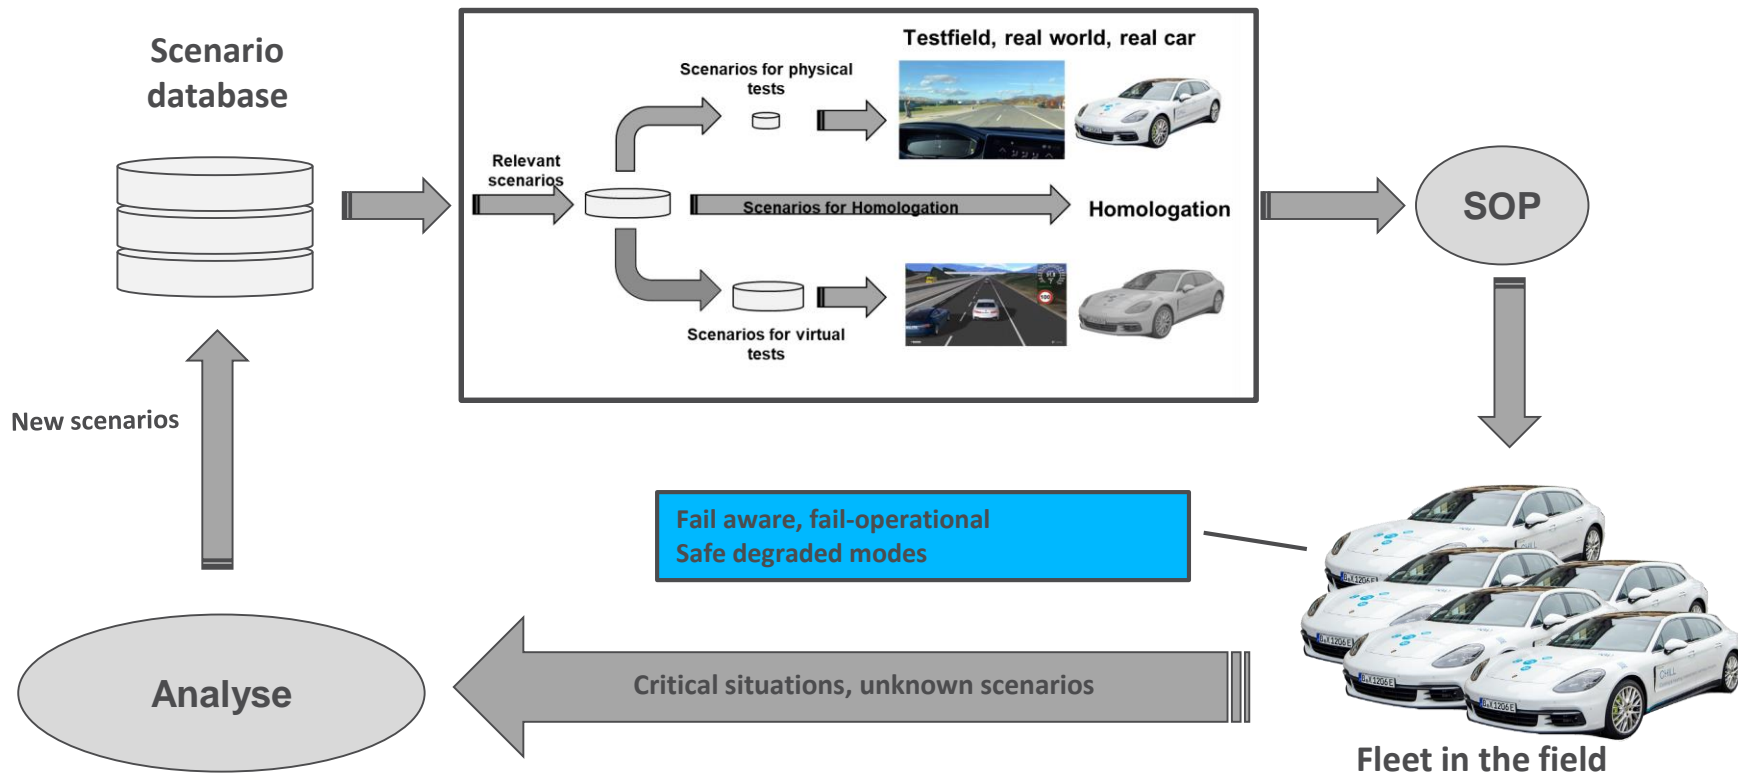 Scenario
database
Testfield, real world, real car
Scenarios for physical
tests
Relevant
scenarios
Scenarios for Homologation
Homologation
Scenarios for virtual
tests
100
SOP
New scenarios
Fail aware, fail-operational
Safe degraded modes
Analyse
Critical situations, unknown scenarios
CHILL
Fleet in the field